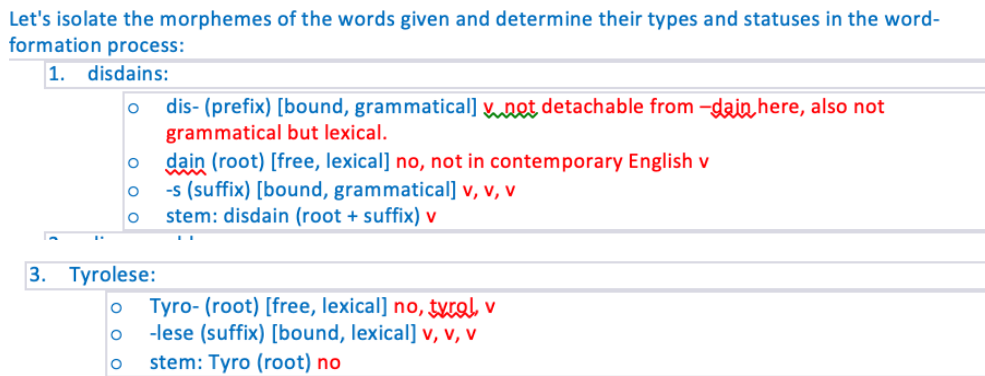 Let's isolate the morphemes of the words given and determine their types and statuses in the word-
formation process:
1. disdains:
o dis- (prefix) [bound, grammatical] v not detachable from –dain here, also not
grammatical but lexical.
o dain (root) [free, lexical] no, not in contemporary English v
o -s (suffix) [bound, grammatical] v, v, v
o stem: disdain (root + suffix) v
3. Tyrolese:
o Tyro- (root) [free, lexical] no, tyrol, v
o -lese (suffix) [bound, lexical] v, v, v
o stem: Tyro (root) no